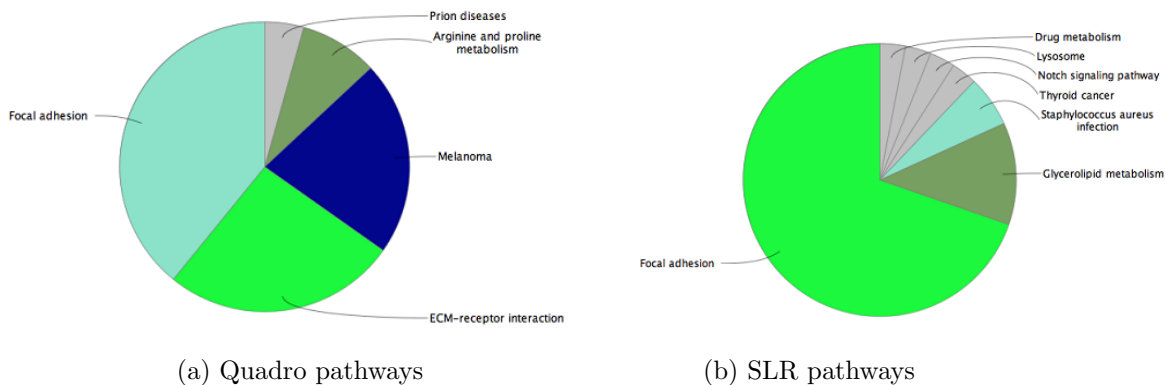 Prion diseases
Arginine and proline
metabolism
Focal adhesion
Melanoma
ECM-receptor interaction
(a) Quadro pathways
Drug metabolism
Lysosome
Notch signaling pathway
Thyroid cancer
Staphylococcus aureus
infection
Glycerolipid metabolism
Focal adhesion
(b) SLR pathways